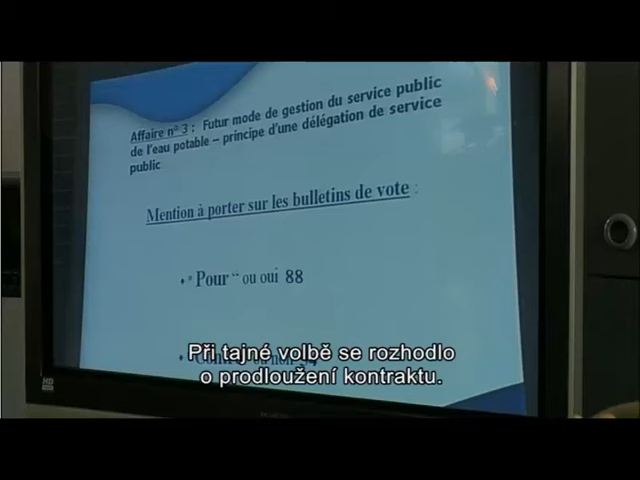 Affaire n° 3 : Futur mode de gestion du service public
de l'eau potable – principe d'une délégation de service
public
Mention à porter sur les bulletins de vote :
• " Pour " ou oui 88
Při tajné volbě se rozhodlo
o prodloužení kontraktu.
HD